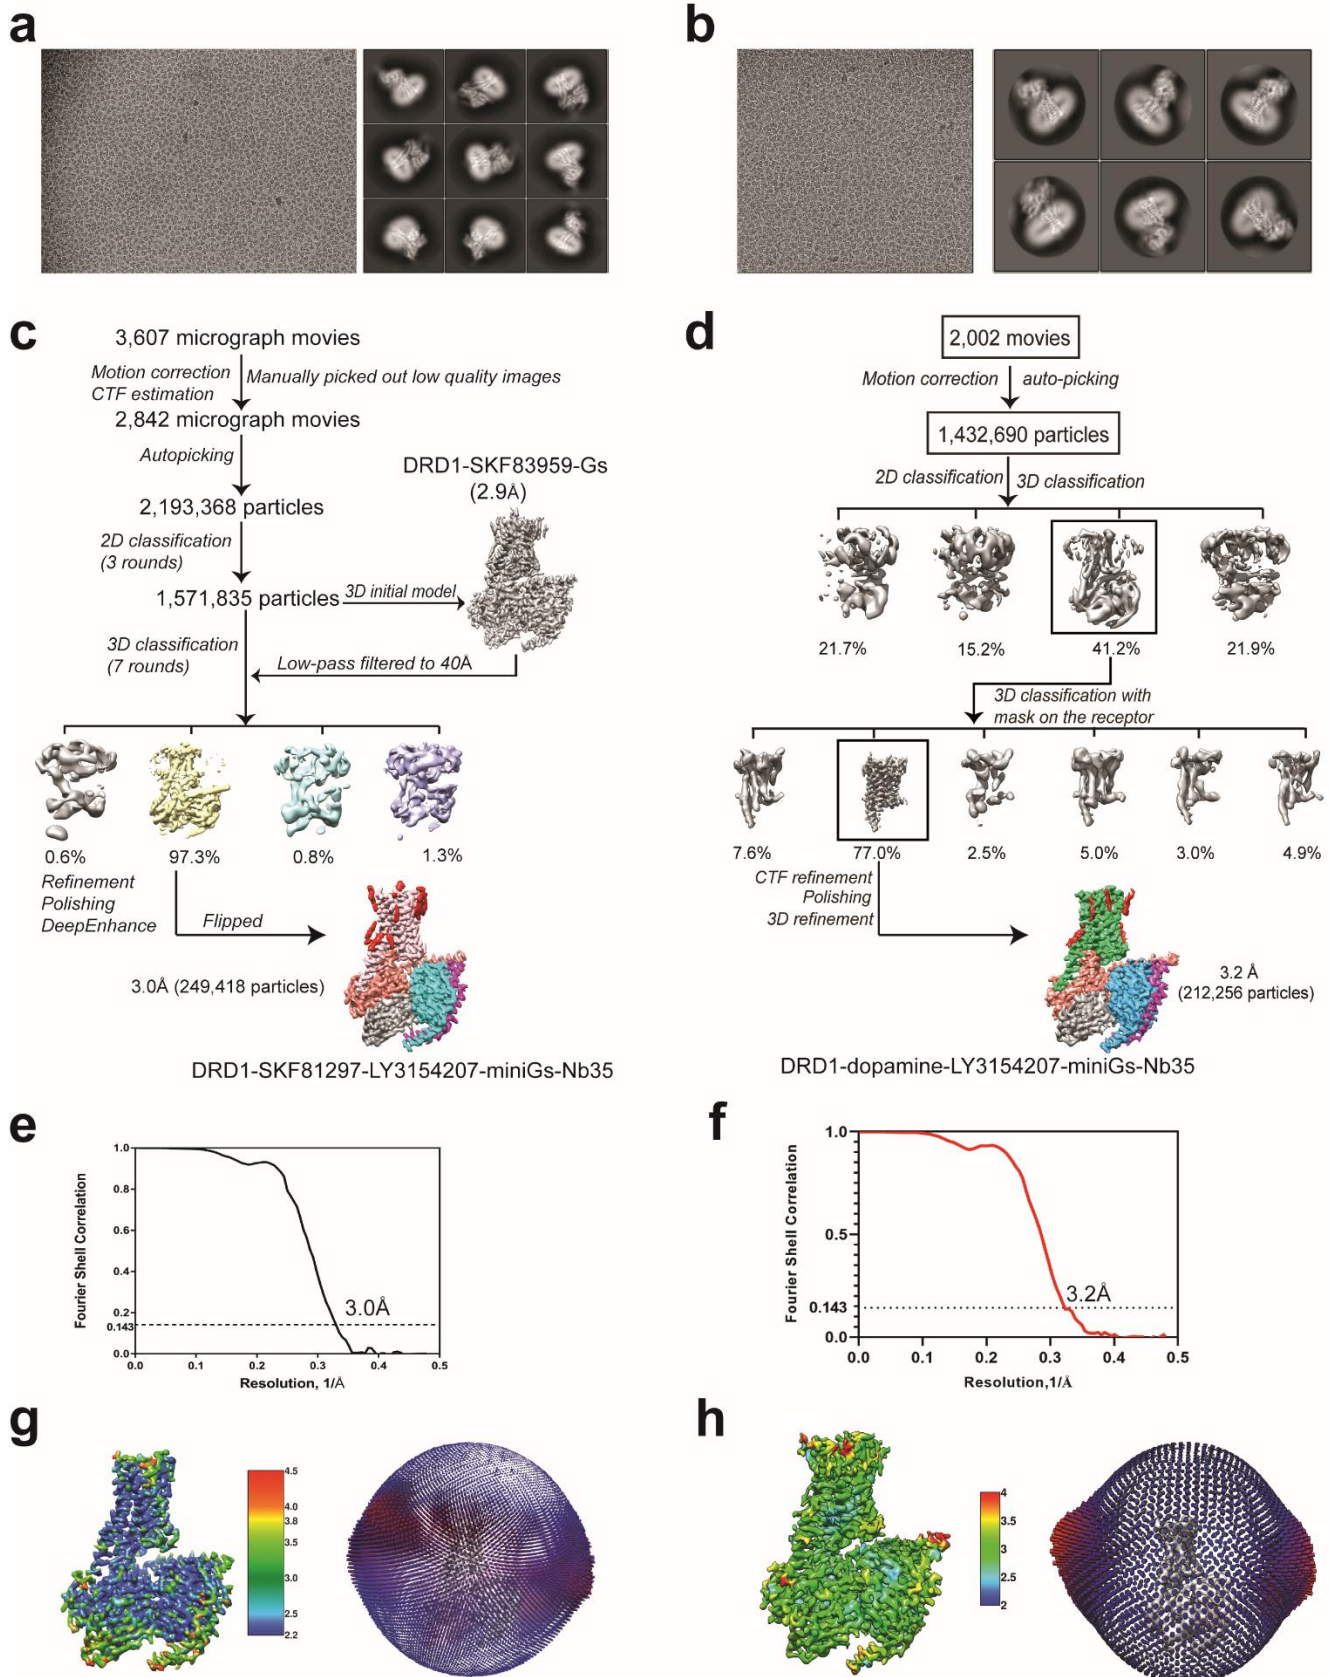 a
b
c
3,607 micrograph movies
Motion correction
CTF estimation
Manually picked out low quality images
2,842 micrograph movies
Autopicking
2,193,368 particles
2D classification
(3 rounds)
1,571,835 particles
3D initial model
DRD1-SKF83959-Gs
(2.9Å)
3D classification
(7 rounds)
Low-pass filtered to 40Å
0.6%
97.3%
0.8%
1.3%
Refinement
Polishing
DeepEnhance
Flipped
3.0Å (249,418 particles)
DRD1-SKF81297-LY3154207-miniGs-Nb35
d
2,002 movies
Motion correction
auto-picking
1,432,690 particles
2D classification
3D classification
21.7%
15.2%
41.2%
21.9%
3D classification with
mask on the receptor
7.6%
77.0%
2.5%
5.0%
3.0%
4.9%
CTF refinement
Polishing
3D refinement
3.2 Å
(212,256 particles)
DRD1-dopamine-LY3154207-miniGs-Nb35
e
Fourier Shell Correlation
1.0
0.8
0.6
0.4
0.2
0.143
0.0
3.0Å
0.0 0.1 0.2 0.3 0.4 0.5
Resolution, 1/Å
f
Fourier Shell Correlation
1.0
0.5
0.143
0.0
3.2Å
0.0 0.1 0.2 0.3 0.4 0.5
Resolution,1/Å
g
4.5
4.0
3.8
3.0
2.5
2.2
h
4
3.5
3
2.5
2